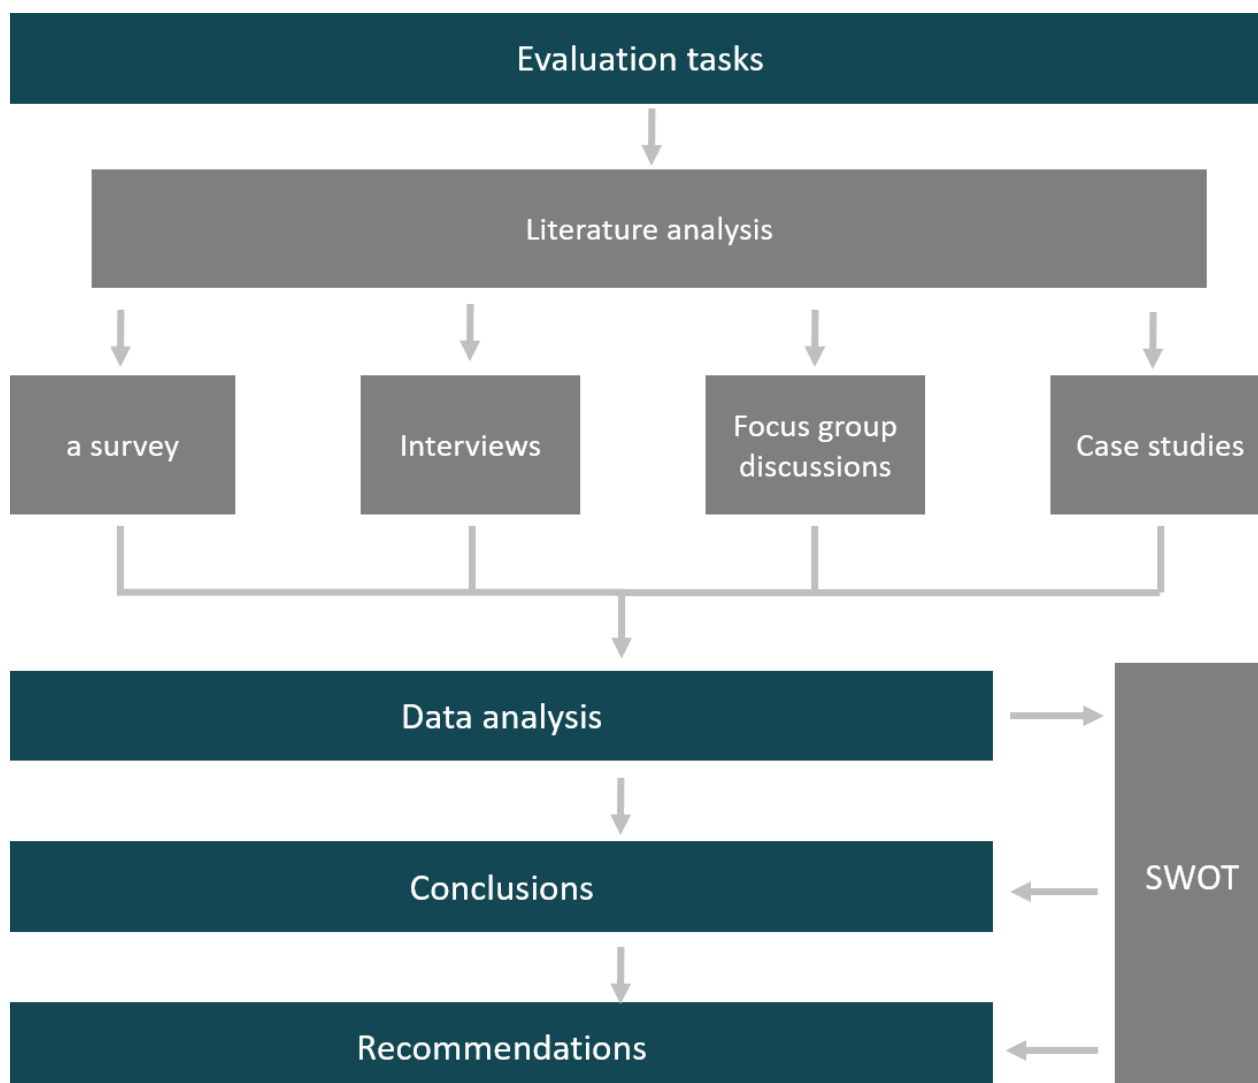 Evaluation tasks
Literature analysis
a survey
Interviews
Focus group
discussions
Case studies
Data analysis
Conclusions
SWOT
Recommendations